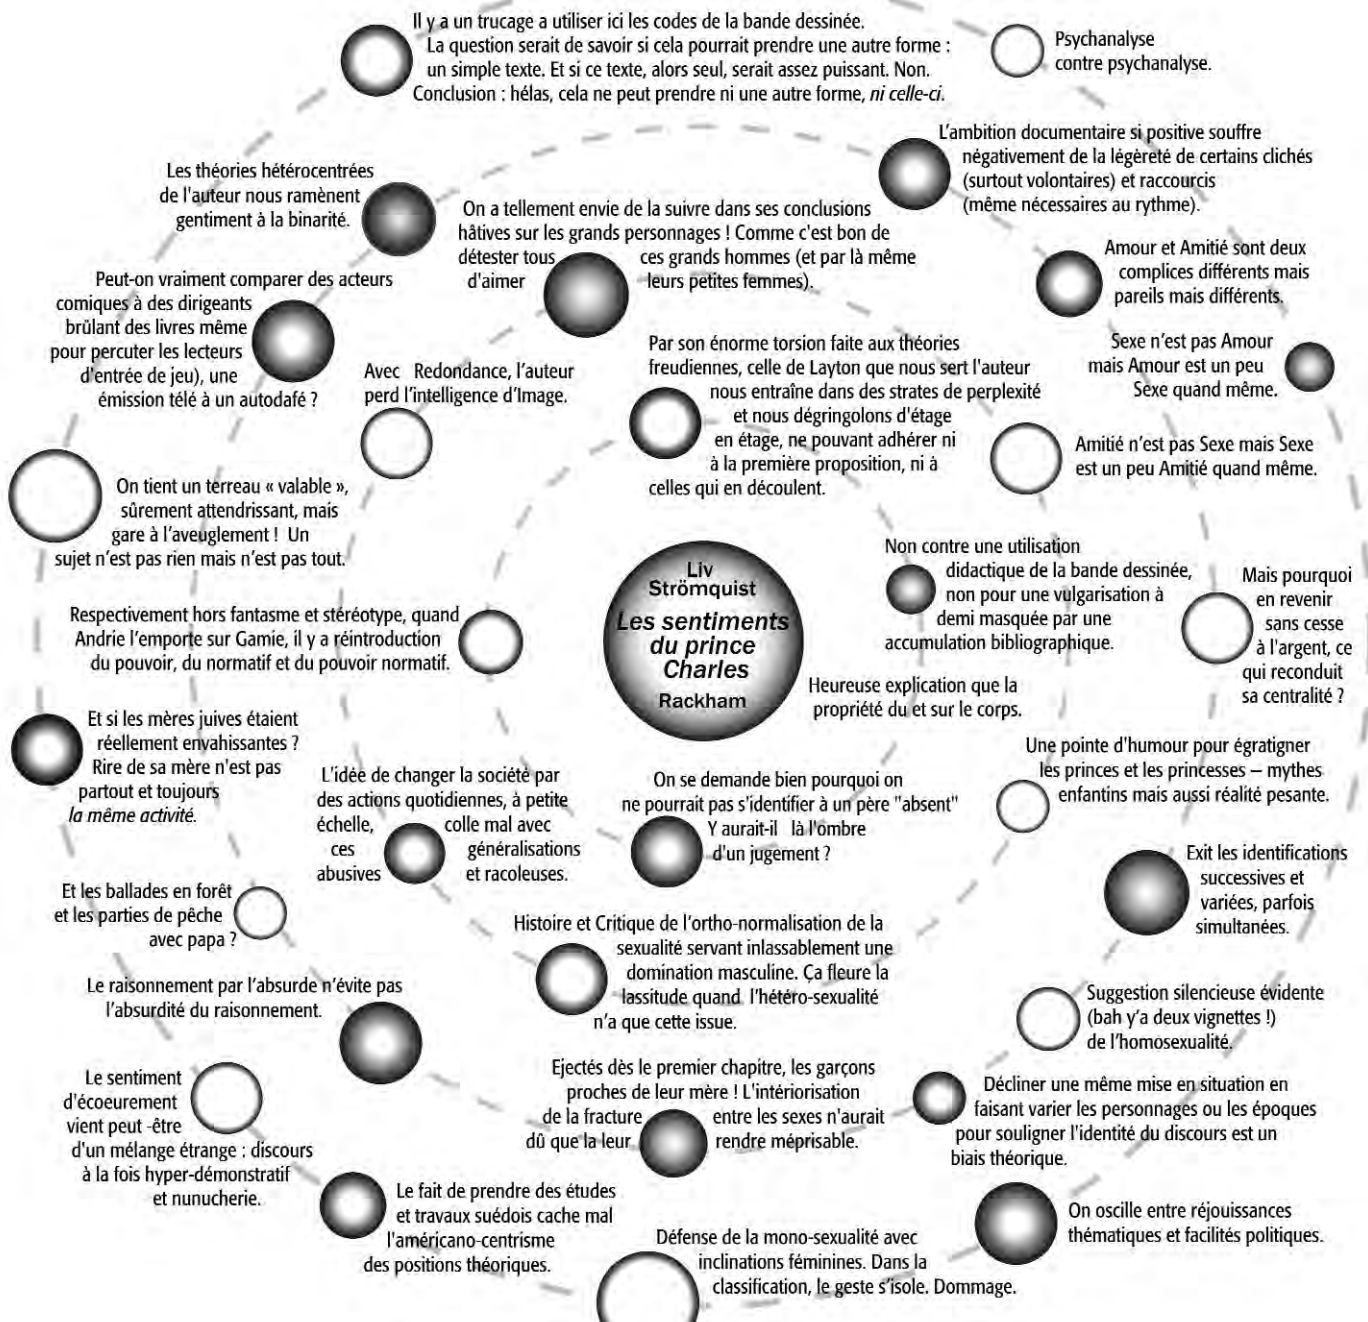 Il y a un trucage a utiliser ici les codes de la bande dessinée.
La question serait de savoir si cela pourrait prendre une autre forme :
un simple texte. Et si ce texte, alors seul, serait assez puissant. Non.
Conclusion : hélas, cela ne peut prendre ni une autre forme, ni celle-ci.
Psychanalyse
contre psychanalyse.
L'ambition documentaire si positive souffre
négativement de la légèreté de certains clichés
(surtout volontaires) et raccourcis
(même nécessaires au rythme).
Les théories hétérocentrées
de l'auteur nous ramènent
gentiment à la binarité.
On a tellement envie de la suivre dans ses conclusions
hâtives sur les grands personnages ! Comme c'est bon de
détester tous ces grands hommes (et par là même
d'aimer leurs petites femmes).
Amour et Amitié sont deux
complices différents mais
pareils mais différents.
Peut-on vraiment comparer des acteurs
comiques à des dirigeants
brûlant des livres même
pour percuter les lecteurs
d'entrée de jeu), une
émission télé à un autodafé ?
Sexe n'est pas Amour
mais Amour est un peu
Sexe quand même.
Avec Redondance, l'auteur
perd l'intelligence d'Image.
Par son énorme torsion faite aux théories
freudiennes, celle de Layton que nous sert l'auteur
nous entraîne dans des strates de perplexité
et nous dégringolons d'étage
en étage, ne pouvant adhérer ni
à la première proposition, ni à
celles qui en découlent.
Amitié n'est pas Sexe mais Sexe
est un peu Amitié quand même.
On tient un terreau « valable »,
sûrement attendrissant, mais
gare à l'aveuglement ! Un
sujet n'est pas rien mais n'est pas tout.
Liv
Strömquist
Les sentiments
du prince
Charles
Rackham
Non contre une utilisation
didactique de la bande dessinée,
non pour une vulgarisation à
demi masquée par une
accumulation bibliographique.
Mais pourquoi
en revenir
sans cesse
à l'argent, ce
qui reconduit
sa centralité ?
Respectivement hors fantasme et stéréotype, quand
Andrie l'emporte sur Gamie, il y a réintroduction
du pouvoir, du normatif et du pouvoir normatif.
Heureuse explication que la
propriété du et sur le corps.
Et si les mères juives étaient
réellement envahissantes ?
Rire de sa mère n'est pas
partout et toujours
la même activité.
Une pointe d'humour pour égratigner
les princes et les princesses – mythes
enfantins mais aussi réalité pesante.
L'idée de changer la société par
des actions quotidiennes, à petite
échelle, colle mal avec
ces généralisations
abusives et racoleuses.
On se demande bien pourquoi on
ne pourrait pas s'identifier à un père "absent"
Y aurait-il là l'ombre
d'un jugement ?
Exit les identifications
successives et
variées, parfois
simultanées.
Et les ballades en forêt
et les parties de pêche
avec papa ?
Histoire et Critique de l'ortho-normalisation de la
sexualité servant inlassablement une
domination masculine. Ça fleure la
lassitude quand l'hétéro-sexualité
n'a que cette issue.
Le raisonnement par l'absurde n'évite pas
l'absurdité du raisonnement.
Suggestion silencieuse évidente
(bah y'a deux vignettes !)
de l'homosexualité.
Le sentiment
d'écoeurement
vient peut -être
d'un mélange étrange : discours
à la fois hyper-démonstratif
et nunucherie.
Ejectés dès le premier chapitre, les garçons
proches de leur mère ! L'intériorisation
de la fracture entre les sexes n'aurait
dû que la leur rendre méprisable.
Décliner une même mise en situation en
faisant varier les personnages ou les époques
pour souligner l'identité du discours est un
biais théorique.
Le fait de prendre des études
et travaux suédois cache mal
l'américano-centrisme
des positions théoriques.
On oscille entre réjouissances
thématiques et facilités politiques.
Défense de la mono-sexualité avec
inclinations féminines. Dans la
classification, le geste s'isole. Dommage.